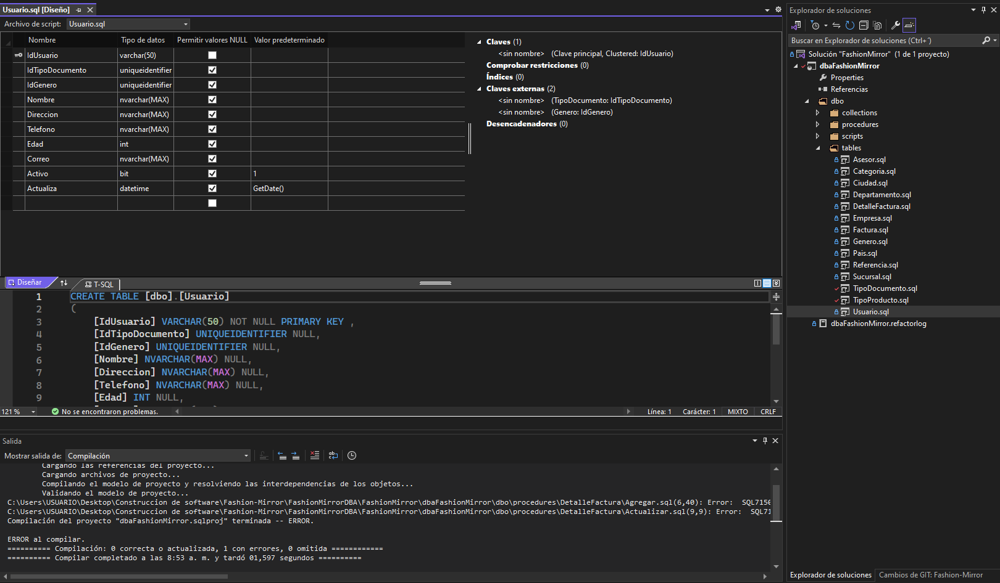 Usuario.sql [Diseño]
Archivo de script: Usuario.sql
Nombre Tipo de datos Permitir valores NULL Valor predeterminado
IdUsuario varchar(50)
IdTipoDocumento uniqueidentifier
IdGenero uniqueidentifier
Nombre nvarchar(MAX)
Direccion nvarchar(MAX)
Telefono nvarchar(MAX)
Edad int
Correo nvarchar(MAX)
Activo bit 1
Actualiza datetime GetDate()
Claves (1)
<sin nombre> (Clave principal, Clustered: IdUsuario)
Comprobar restricciones (0)
Índices (0)
Claves externas (2)
<sin nombre> (TipoDocumento: IdTipoDocumento)
<sin nombre> (Genero: IdGenero)
Desencadenadores (0)
Diseñar T-SQL
1 CREATE TABLE [dbo].[Usuario]
2 (
3 [IdUsuario] VARCHAR(50) NOT NULL PRIMARY KEY ,
4 [IdTipoDocumento] UNIQUEIDENTIFIER NULL,
5 [IdGenero] UNIQUEIDENTIFIER NULL,
6 [Nombre] NVARCHAR(MAX) NULL,
7 [Direccion] NVARCHAR(MAX) NULL,
8 [Telefono] NVARCHAR(MAX) NULL,
9 [Edad] INT NULL,
121 % No se encontraron problemas. Línea: 1 Carácter: 1 MIXTO CRLF
Salida
Mostrar salida de: Compilación
Cargando las referencias del proyecto...
Cargando archivos de proyecto...
Compilando el modelo de proyecto y resolviendo las interdependencias de los objetos...
Validando el modelo de proyecto...
C:\Users\USUARIO\Desktop\Construccion de software\Fashion-Mirror\FashionMirrorDBA\FashionMirror\dbaFashionMirror\dbo\procedures\DetalleFactura\Agregar.sql(6,40): Error: SQL7150
C:\Users\USUARIO\Desktop\Construccion de software\Fashion-Mirror\FashionMirrorDBA\FashionMirror\dbaFashionMirror\dbo\procedures\DetalleFactura\Actualizar.sql(9,9): Error: SQL71
Compilación del proyecto "dbaFashionMirror.sqlproj" terminada -- ERROR.
ERROR al compilar.
========== Compilación: 0 correcta o actualizada, 1 con errores, 0 omitida ============
========== Compilar completado a las 8:53 a. m. y tardó 01,597 segundos ==========
Explorador de soluciones
Buscar en Explorador de soluciones (Ctrl+´)
Solución "FashionMirror" (1 de 1 proyecto)
dbaFashionMirror
Properties
Referencias
dbo
collections
procedures
scripts
tables
Asesor.sql
Categoria.sql
Ciudad.sql
Departamento.sql
DetalleFactura.sql
Empresa.sql
Factura.sql
Genero.sql
Pais.sql
Referencia.sql
Sucursal.sql
TipoDocumento.sql
TipoProducto.sql
Usuario.sql
dbaFashionMirror.refactorlog
Explorador de soluciones Cambios de GIT: Fashion-Mirror